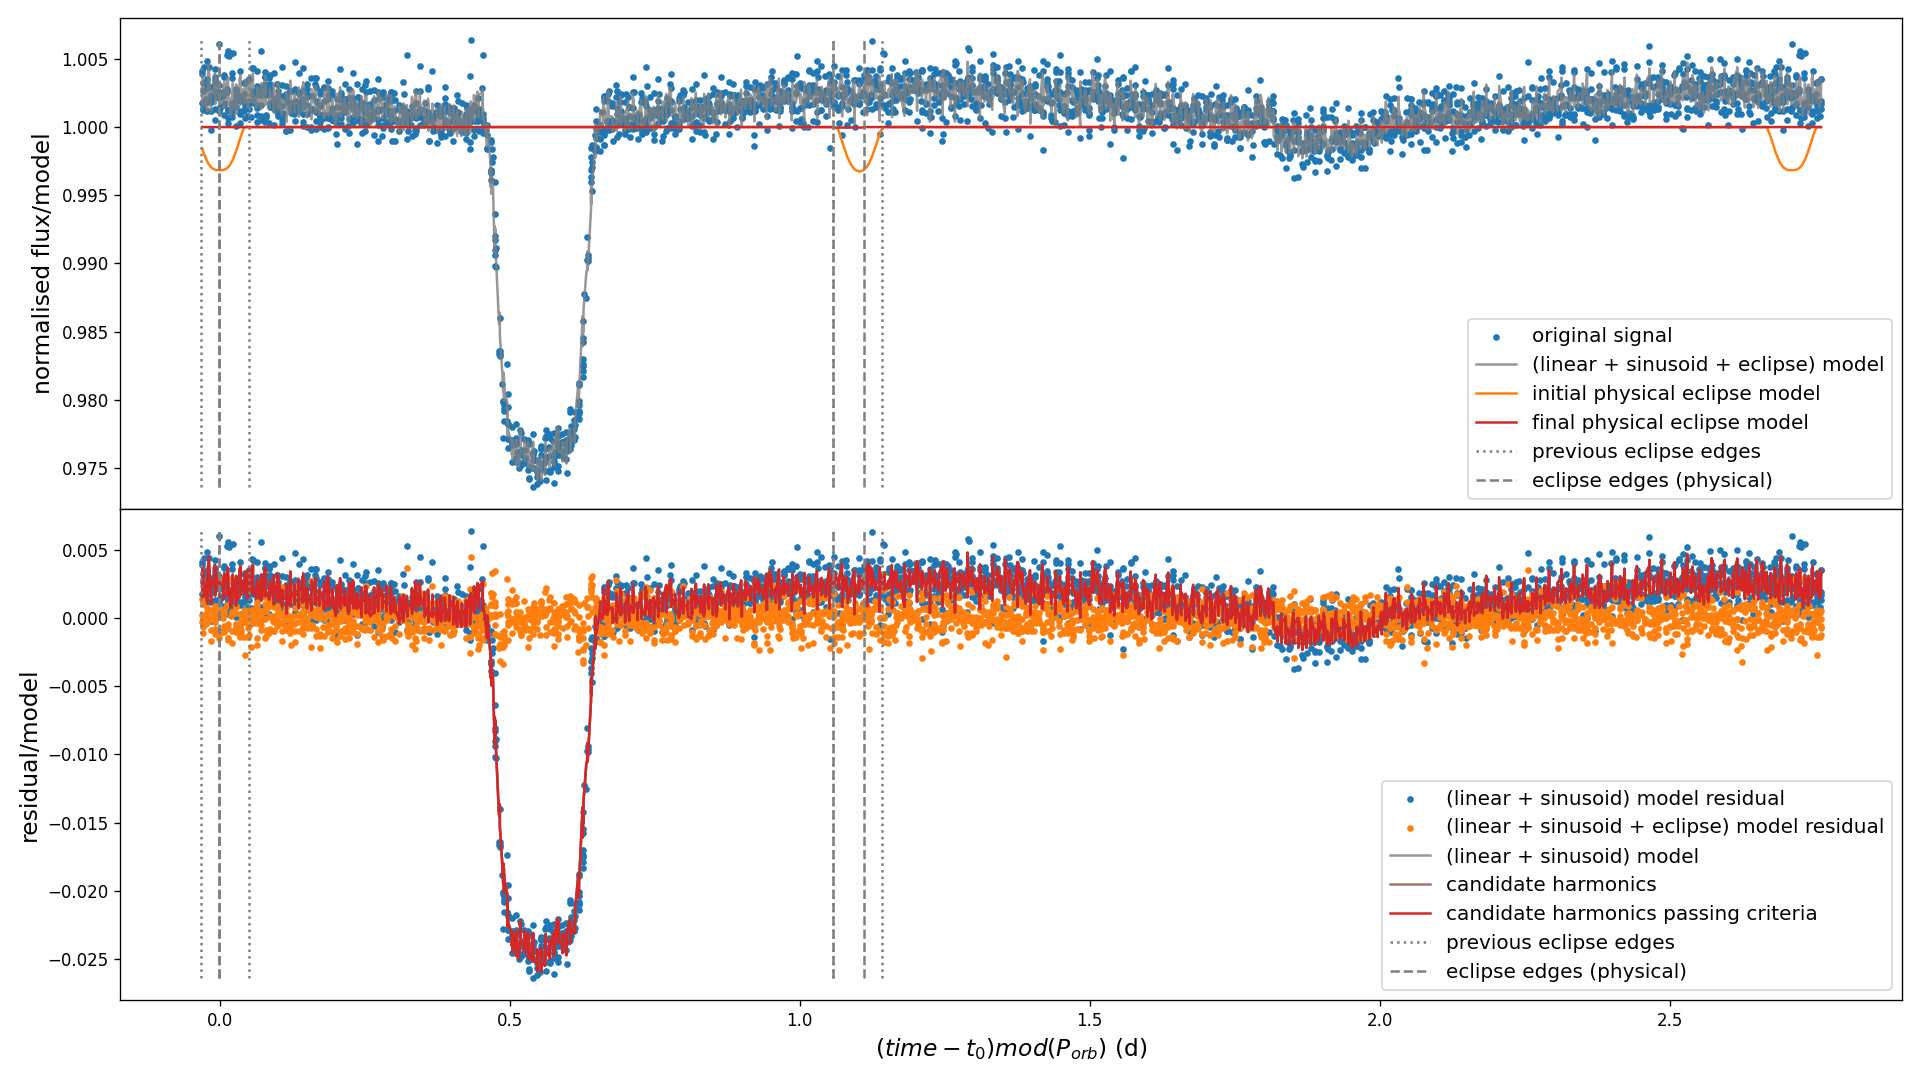 normalised flux/model
1.005
1.000
0.995
0.990
0.985
0.980
0.975
original signal
(linear + sinusoid + eclipse) model
initial physical eclipse model
final physical eclipse model
previous eclipse edges
eclipse edges (physical)
residual/model
0.005
0.000
−0.005
−0.010
−0.015
−0.020
−0.025
(linear + sinusoid) model residual
(linear + sinusoid + eclipse) model residual
(linear + sinusoid) model
candidate harmonics
candidate harmonics passing criteria
previous eclipse edges
eclipse edges (physical)
0.0 0.5 1.0 1.5 2.0 2.5
(time − t₀)mod(P_orb) (d)